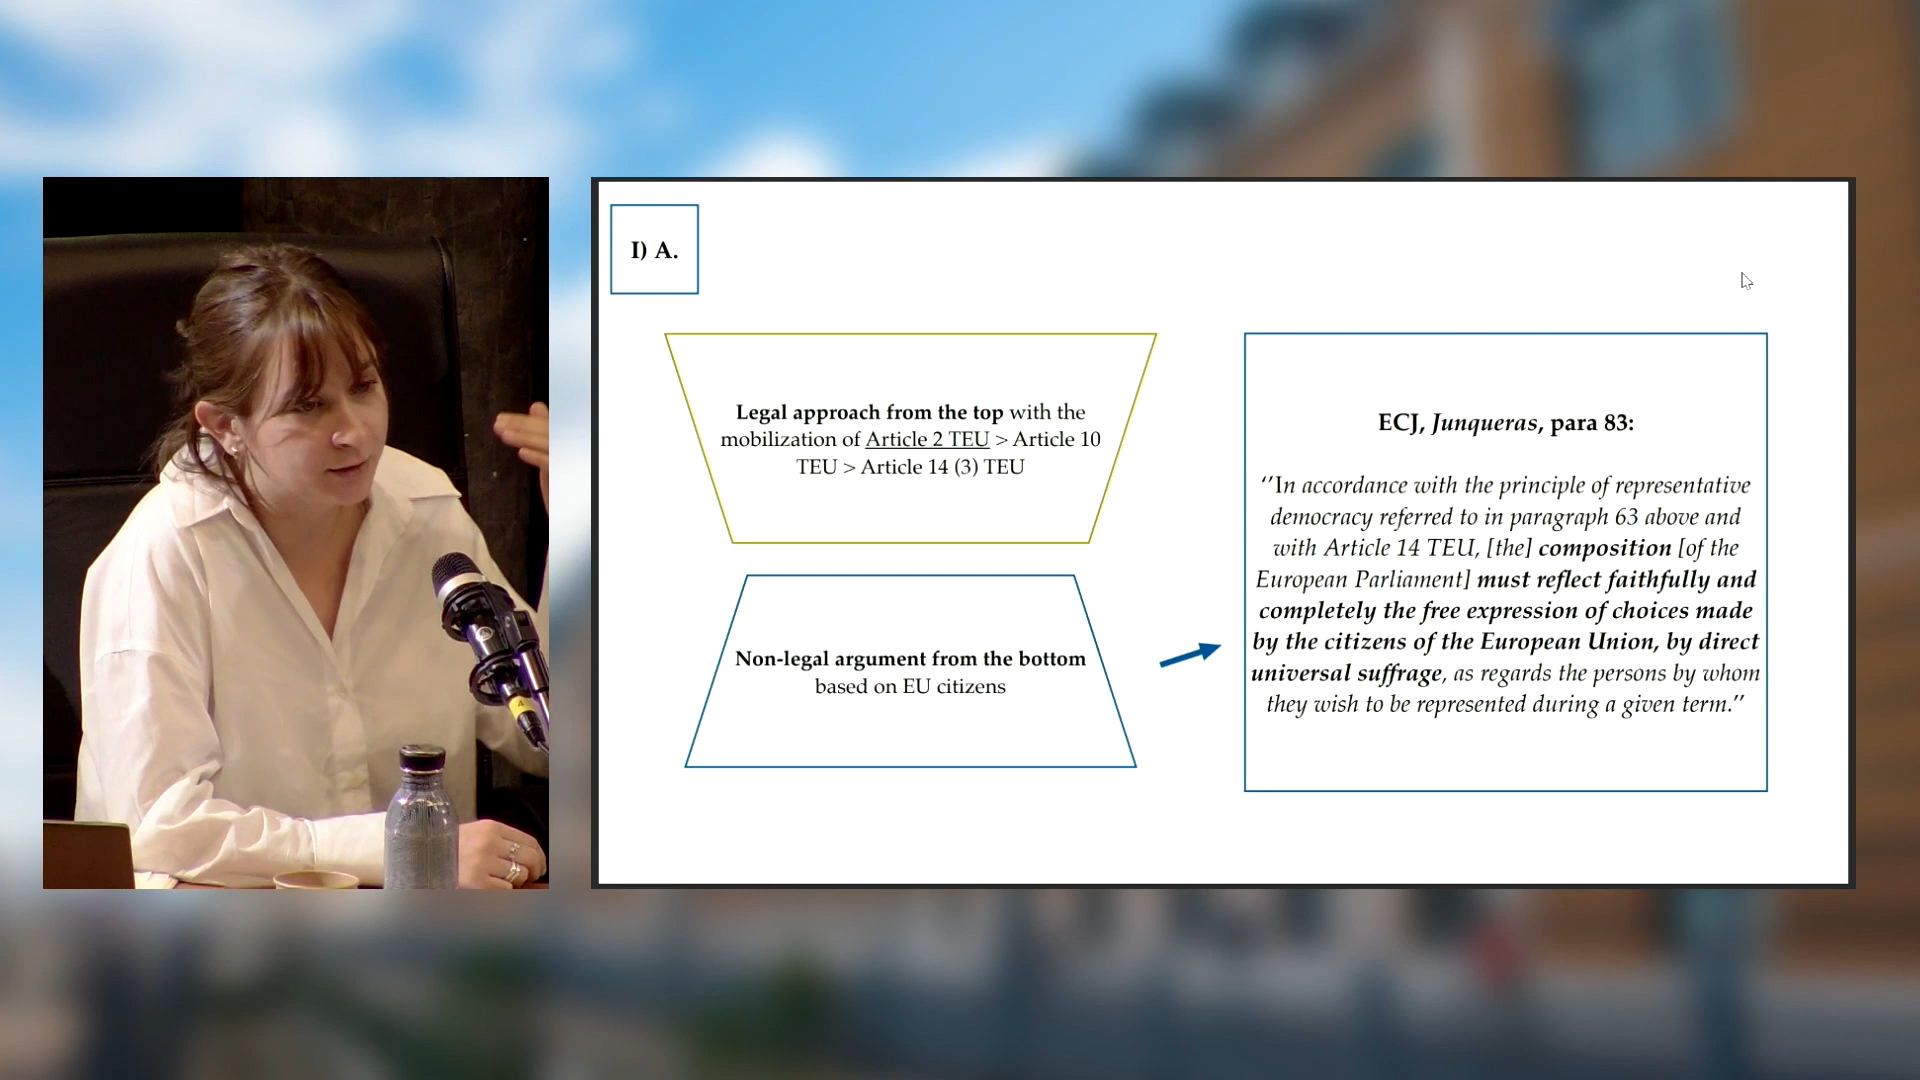 I) A.
Legal approach from the top with the
mobilization of Article 2 TEU > Article 10
TEU > Article 14 (3) TEU
Non-legal argument from the bottom
based on EU citizens
ECJ, Junqueras, para 83:
‘’In accordance with the principle of representative
democracy referred to in paragraph 63 above and
with Article 14 TEU, [the] composition [of the
European Parliament] must reflect faithfully and
completely the free expression of choices made
by the citizens of the European Union, by direct
universal suffrage, as regards the persons by whom
they wish to be represented during a given term.’’
4